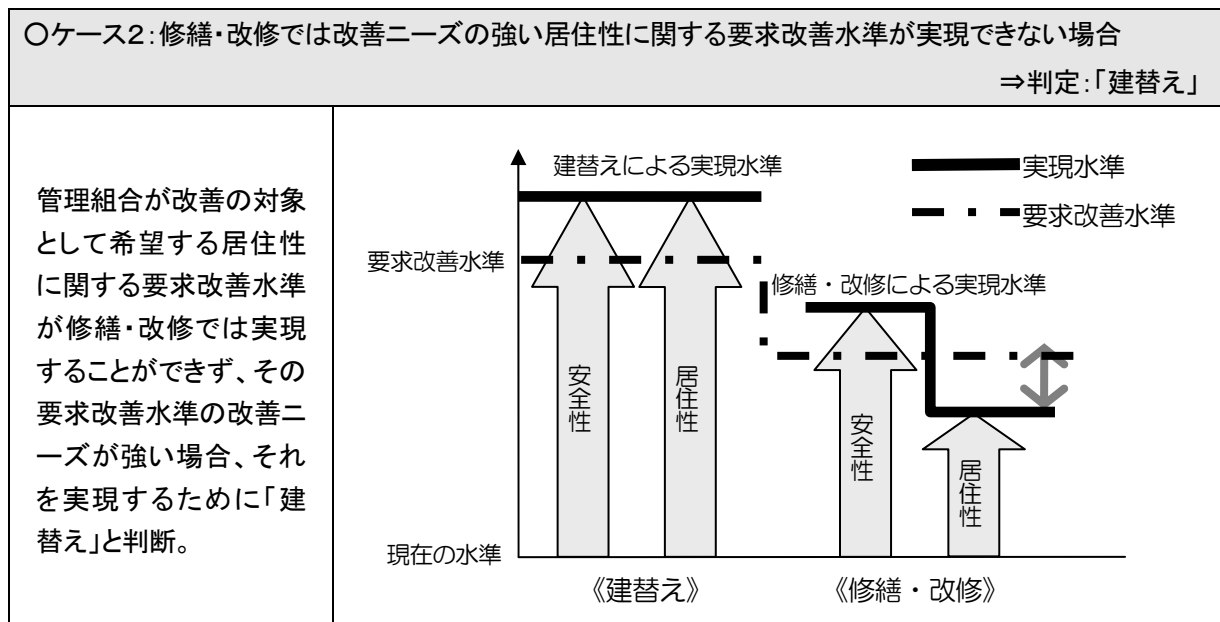 〇ケース2:修繕・改修では改善ニーズの強い居住性に関する要求改善水準が実現できない場合
⇒判定:「建替え」
管理組合が改善の対象
として希望する居住性
に関する要求改善水準
が修繕・改修では実現
することができず、その
要求改善水準の改善ニ
ーズが強い場合、それ
を実現するために「建
替え」と判断。
建替えによる実現水準
実現水準
要求改善水準
要求改善水準
修繕・改修による実現水準
安全性
居住性
安全性
居住性
現在の水準
《建替え》
《修繕・改修》